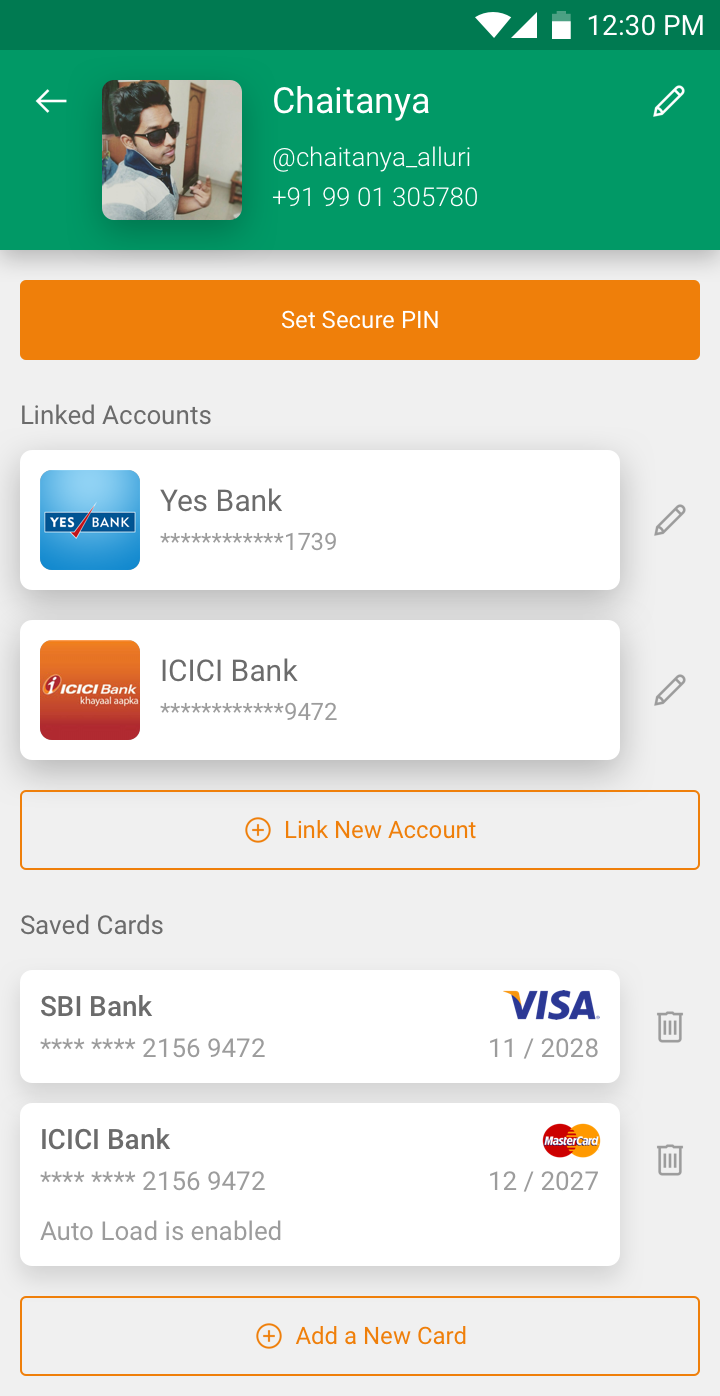 12:30 PM
Chaitanya
@chaitanya_alluri
+91 99 01 305780
Set Secure PIN
Linked Accounts
YES BANK
Yes Bank
************1739
ICICI Bank
khayaal aapka
ICICI Bank
************9472
Link New Account
Saved Cards
SBI Bank
VISA
**** **** 2156 9472
11 / 2028
ICICI Bank
MasterCard
**** **** 2156 9472
12 / 2027
Auto Load is enabled
Add a New Card